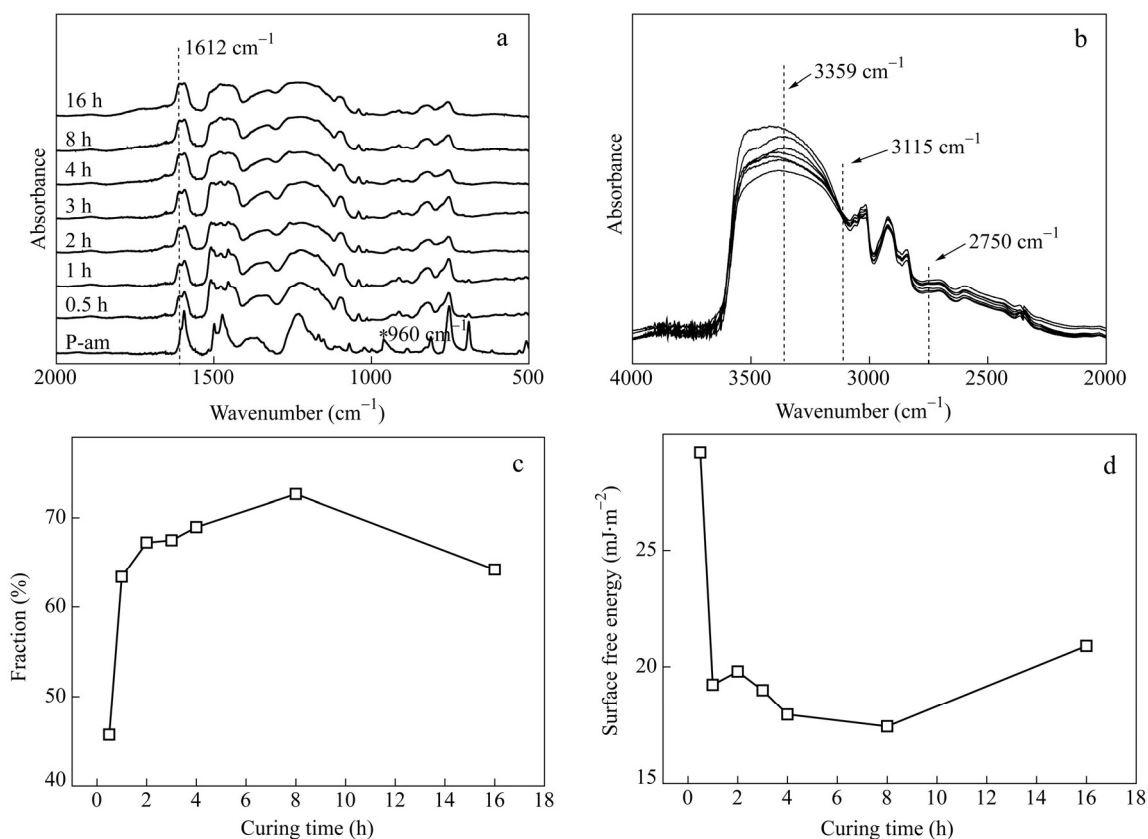 a
1612 cm⁻¹
16 h
8 h
4 h
3 h
2 h
1 h
0.5 h
P-am
*960 cm⁻¹
Absorbance
2000 1500 1000 500
Wavenumber (cm⁻¹)
b
3359 cm⁻¹
3115 cm⁻¹
2750 cm⁻¹
Absorbance
4000 3500 3000 2500 2000
Wavenumber (cm⁻¹)
c
70
60
50
40
Fraction (%)
0 2 4 6 8 10 12 14 16 18
Curing time (h)
d
25
20
15
Surface free energy (mJ·m⁻²)
0 2 4 6 8 10 12 14 16 18
Curing time (h)